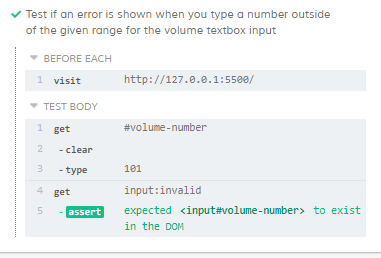 Test if an error is shown when you type a number outside
of the given range for the volume textbox input
BEFORE EACH
1 visit http://127.0.0.1:5500/
TEST BODY
1 get #volume-number
2 -clear
3 -type 101
4 get input:invalid
5 -assert expected <input#volume-number> to exist
in the DOM